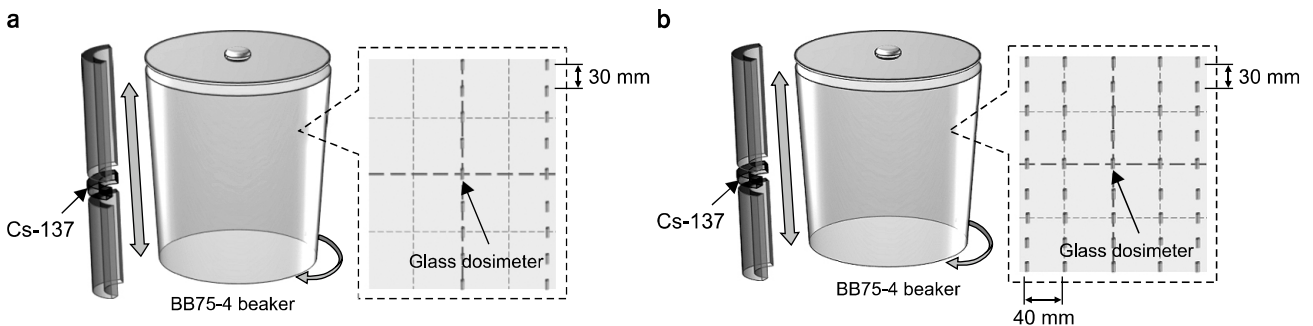 a
30 mm
Cs-137
Glass dosimeter
BB75-4 beaker
b
30 mm
Cs-137
Glass dosimeter
BB75-4 beaker
40 mm